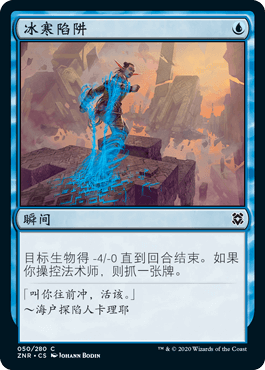 冰寒陷阱
瞬间
目标生物得 -4/-0 直到回合结束。如果
你操控法术师，则抓一张牌。
「叫你往前冲，活该。」
～海户探险人卡理耶
050/280 C
ZNR • CS JOHANN BODIN
™ & © 2020 Wizards of the Coast